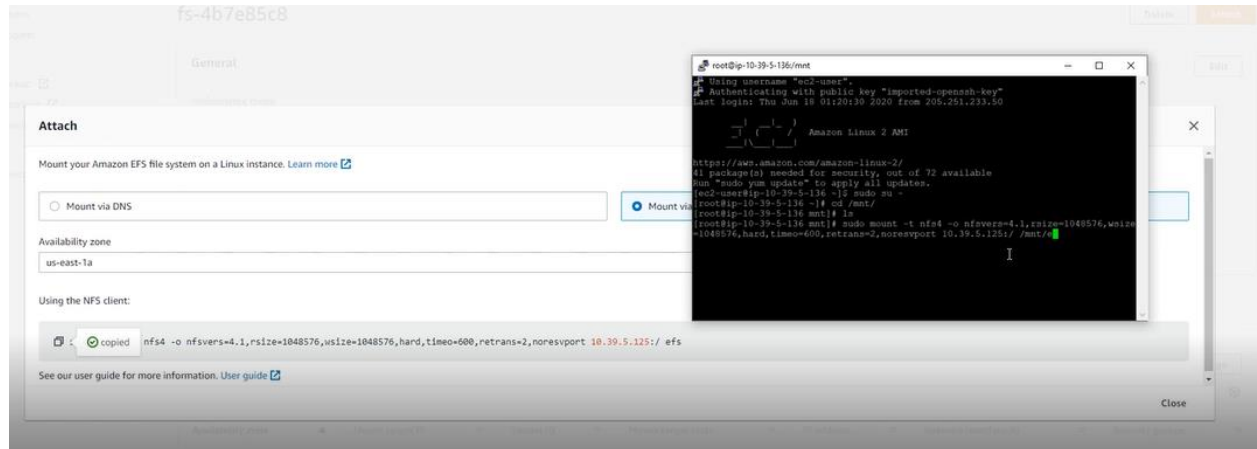 fs-4b7e85c8
General
Attach
Mount your Amazon EFS file system on a Linux instance. Learn more
Mount via DNS
Mount via
Availability zone
us-east-1a
Using the NFS client:
copied nfs4 -o nfsvers=4.1,rsize=1048576,wsize=1048576,hard,timeo=600,retrans=2,noresvport 10.39.5.125:/ efs
See our user guide for more information. User guide
Close
root@ip-10-39-5-136:/mnt
Using username "ec2-user".
Authenticating with public key "imported-openssh-key"
Last login: Thu Jun 18 01:20:30 2020 from 205.251.233.50
__| __|_ )
_| ( / Amazon Linux 2 AMI
___|\___|___|
https://aws.amazon.com/amazon-linux-2/
41 package(s) needed for security, out of 72 available
Run "sudo yum update" to apply all updates.
[ec2-user@ip-10-39-5-136 ~]$ sudo su -
[root@ip-10-39-5-136 ~]# cd /mnt/
[root@ip-10-39-5-136 mnt]# ls
[root@ip-10-39-5-136 mnt]# sudo mount -t nfs4 -o nfsvers=4.1,rsize=1048576,wsize
=1048576,hard,timeo=600,retrans=2,noresvport 10.39.5.125:/ /mnt/e